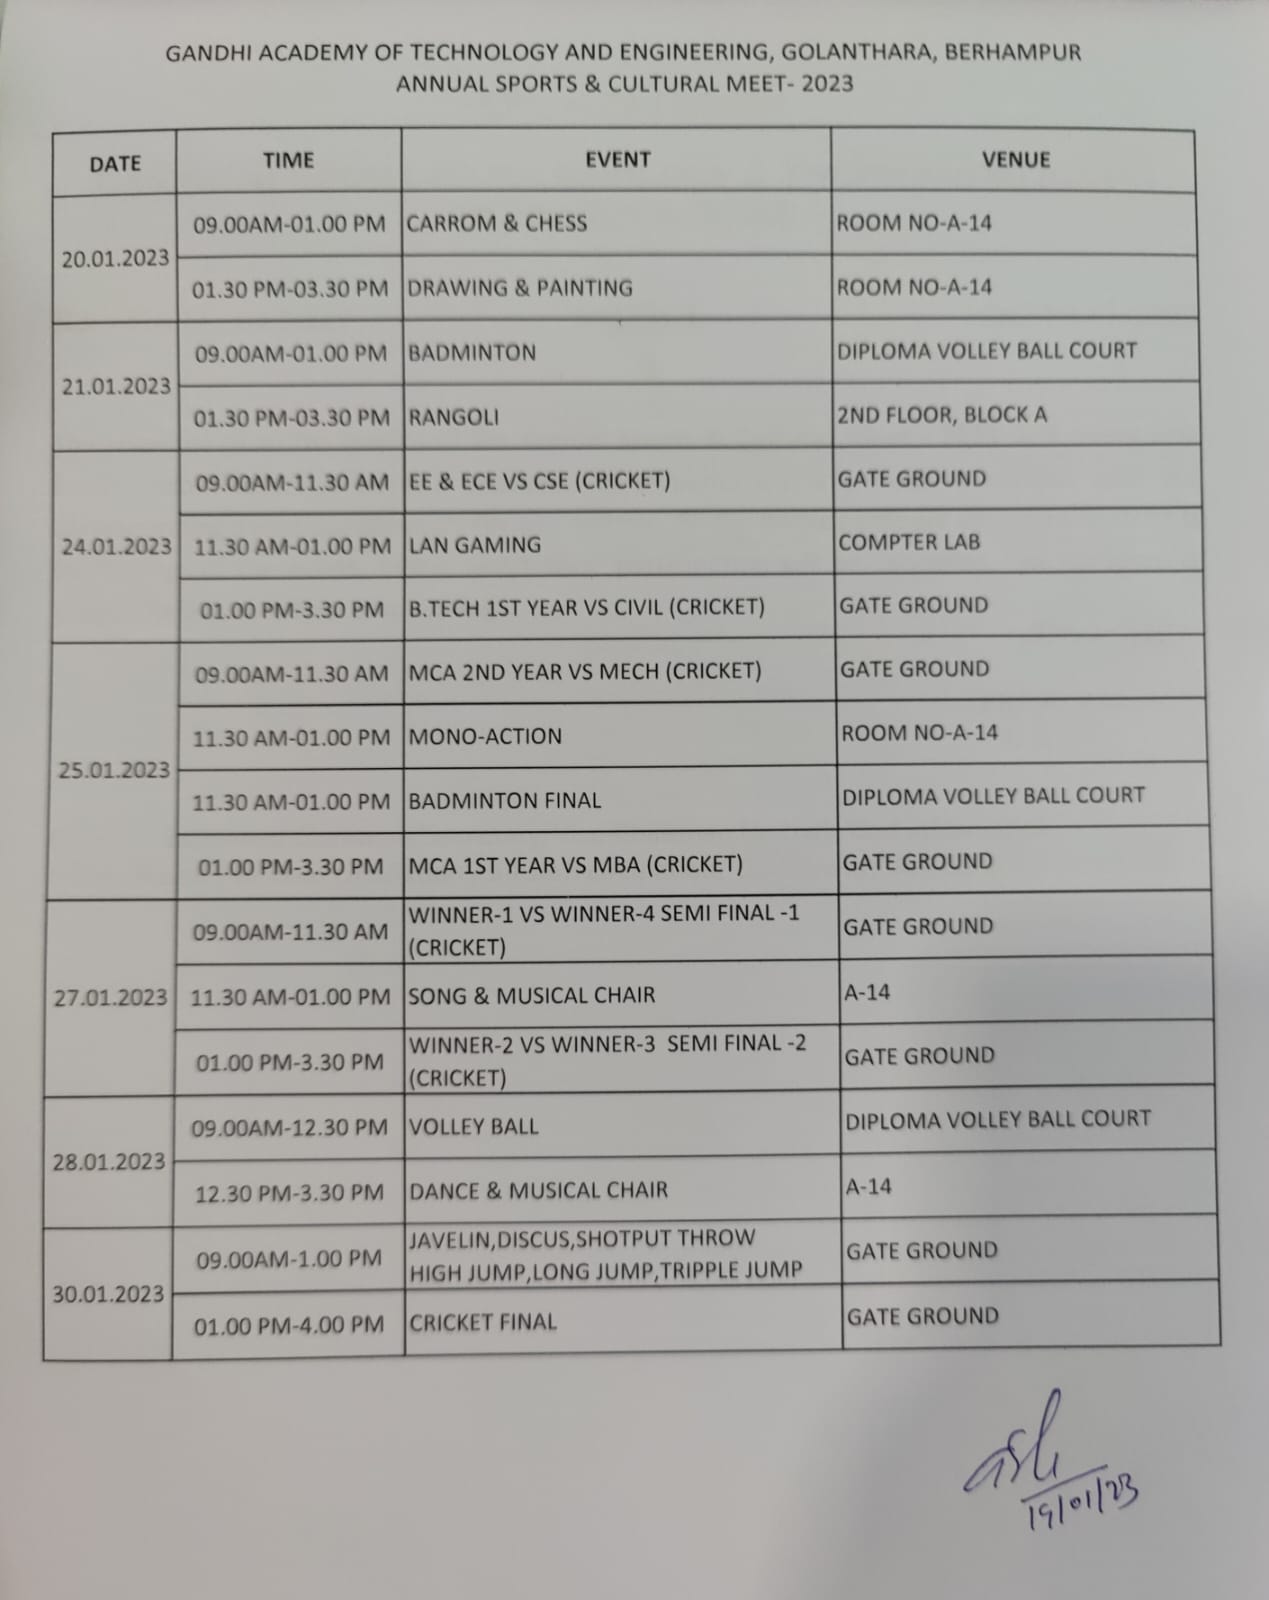 GANDHI ACADEMY OF TECHNOLOGY AND ENGINEERING, GOLANTHARA, BERHAMPUR
ANNUAL SPORTS & CULTURAL MEET- 2023
DATE TIME EVENT VENUE
20.01.2023
09.00AM-01.00 PM CARROM & CHESS ROOM NO-A-14
01.30 PM-03.30 PM DRAWING & PAINTING ROOM NO-A-14
21.01.2023
09.00AM-01.00 PM BADMINTON DIPLOMA VOLLEY BALL COURT
01.30 PM-03.30 PM RANGOLI 2ND FLOOR, BLOCK A
24.01.2023
09.00AM-11.30 AM EE & ECE VS CSE (CRICKET) GATE GROUND
11.30 AM-01.00 PM LAN GAMING COMPTER LAB
01.00 PM-3.30 PM B.TECH 1ST YEAR VS CIVIL (CRICKET) GATE GROUND
25.01.2023
09.00AM-11.30 AM MCA 2ND YEAR VS MECH (CRICKET) GATE GROUND
11.30 AM-01.00 PM MONO-ACTION ROOM NO-A-14
11.30 AM-01.00 PM BADMINTON FINAL DIPLOMA VOLLEY BALL COURT
01.00 PM-3.30 PM MCA 1ST YEAR VS MBA (CRICKET) GATE GROUND
27.01.2023
09.00AM-11.30 AM WINNER-1 VS WINNER-4 SEMI FINAL -1 GATE GROUND
(CRICKET)
11.30 AM-01.00 PM SONG & MUSICAL CHAIR A-14
01.00 PM-3.30 PM WINNER-2 VS WINNER-3 SEMI FINAL -2 GATE GROUND
(CRICKET)
28.01.2023
09.00AM-12.30 PM VOLLEY BALL DIPLOMA VOLLEY BALL COURT
12.30 PM-3.30 PM DANCE & MUSICAL CHAIR A-14
30.01.2023
09.00AM-1.00 PM JAVELIN,DISCUS,SHOTPUT THROW GATE GROUND
HIGH JUMP,LONG JUMP,TRIPPLE JUMP
01.00 PM-4.00 PM CRICKET FINAL GATE GROUND
19/01/23